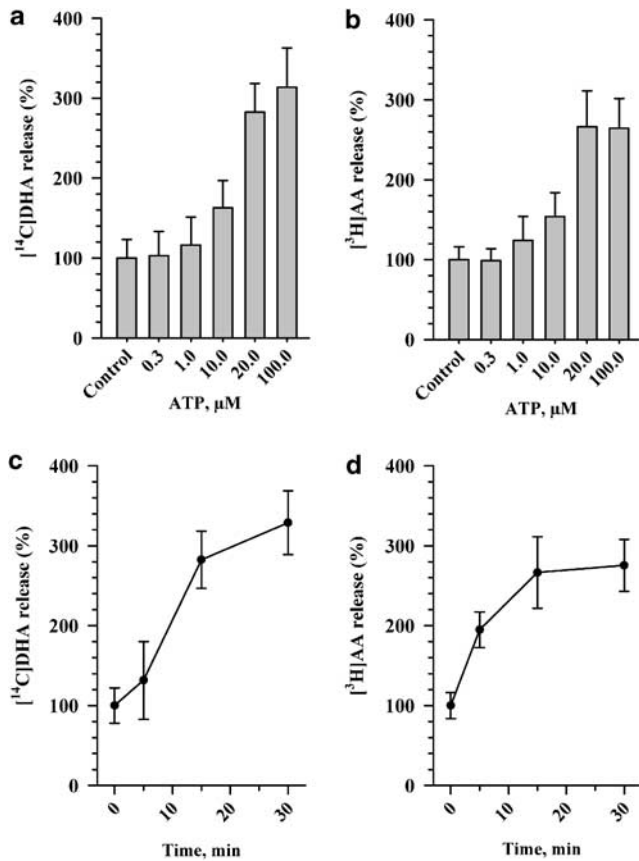 a
[¹⁴C]DHA release (%)
400
300
200
100
0
Control
0.3
1.0
10.0
20.0
100.0
ATP, µM
b
[³H]AA release (%)
400
300
200
100
0
Control
0.3
1.0
10.0
20.0
100.0
ATP, µM
c
[¹⁴C]DHA release (%)
400
300
200
100
0
0
10
20
30
Time, min
d
[³H]AA release (%)
400
300
200
100
0
0
10
20
30
Time, min